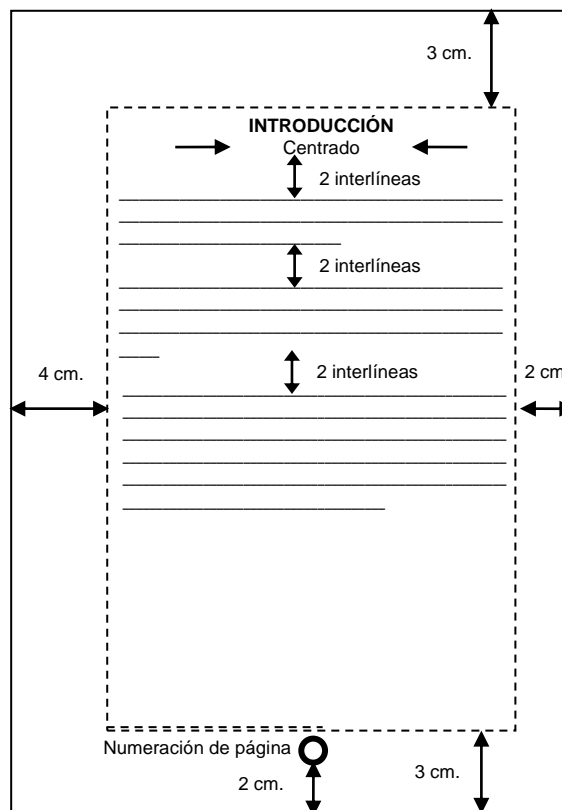 3 cm.
INTRODUCCIÓN
Centrado
2 interlíneas
2 interlíneas
2 interlíneas
4 cm.
2 cm
Numeración de página
2 cm.
3 cm.